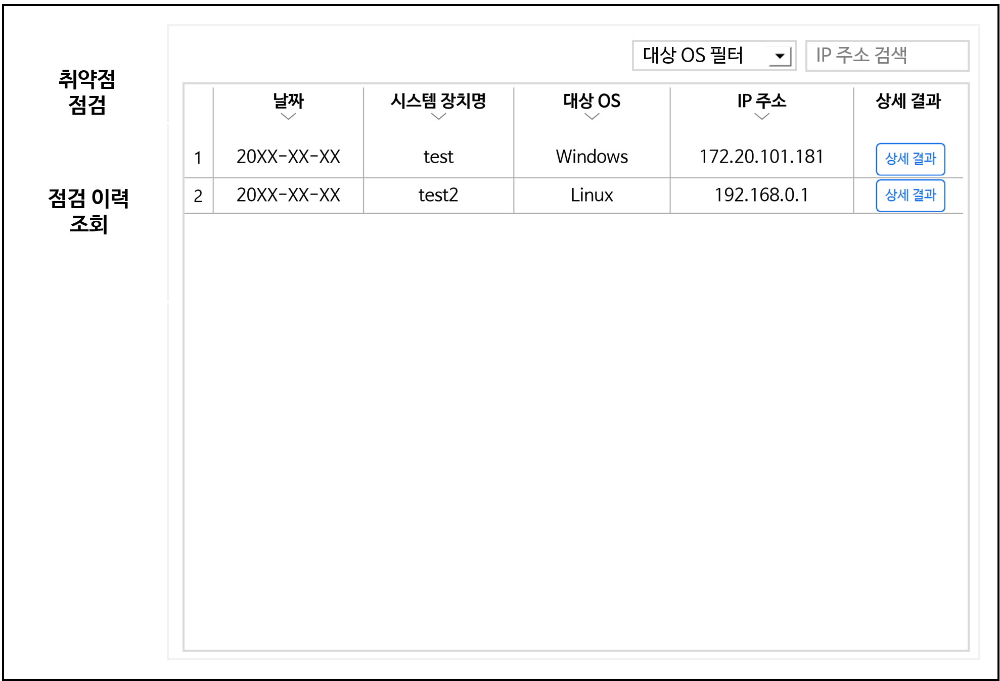 취약점
점검
점검 이력
조회
대상 OS 필터
IP 주소 검색
날짜 시스템 장치명 대상 OS IP 주소 상세 결과
1 20XX-XX-XX test Windows 172.20.101.181 상세 결과
2 20XX-XX-XX test2 Linux 192.168.0.1 상세 결과